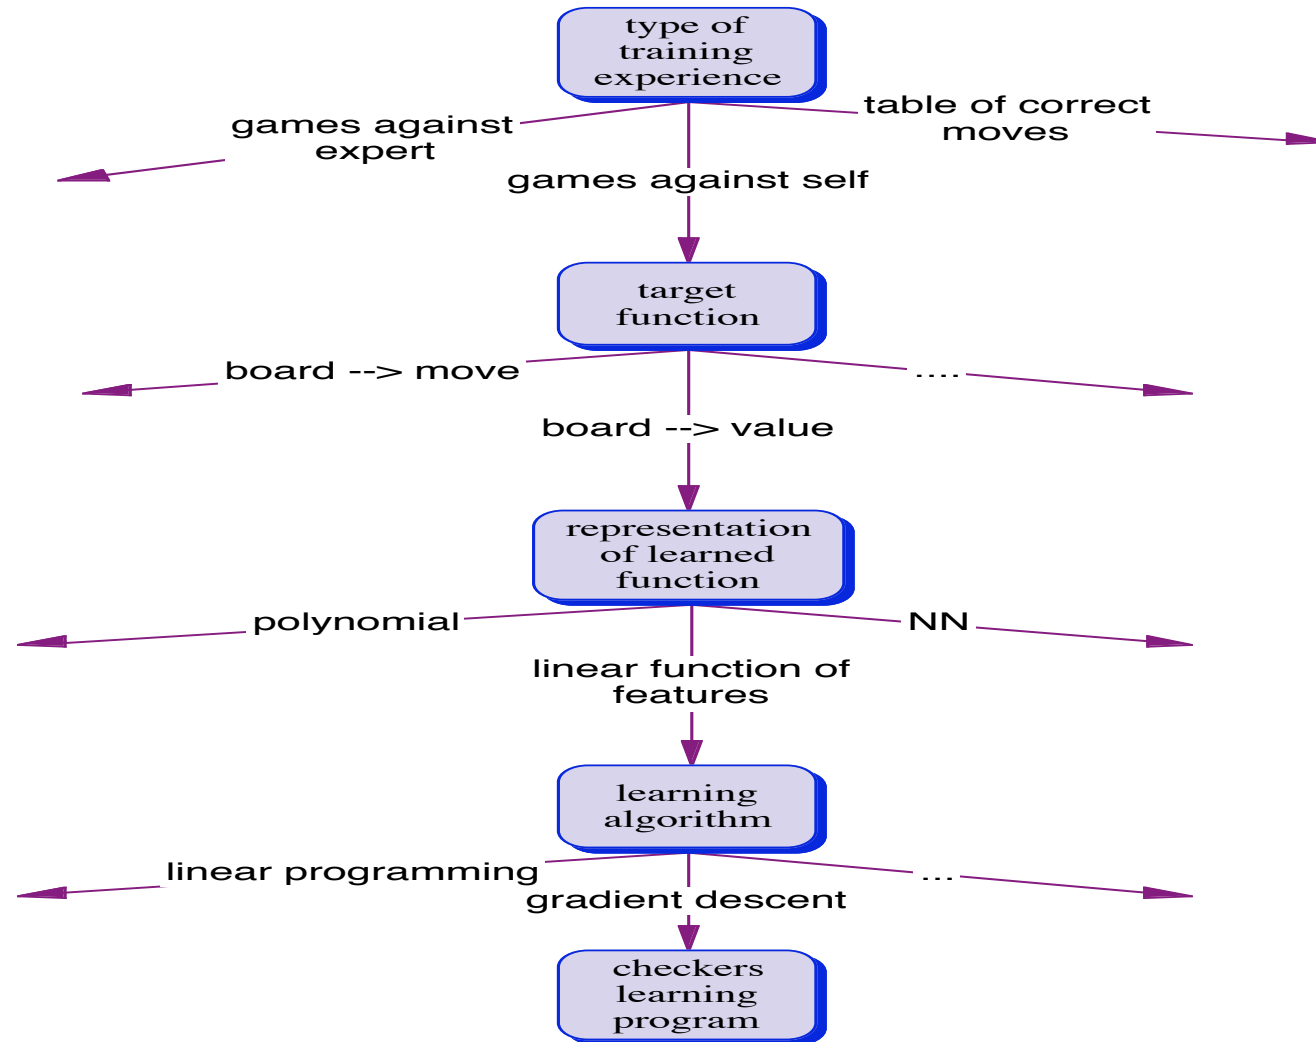 type of
training
experience
games against
expert
games against self
table of correct
moves
target
function
board --> move
board --> value
....
representation
of learned
function
polynomial
linear function of
features
NN
learning
algorithm
linear programming
gradient descent
...
checkers
learning
program